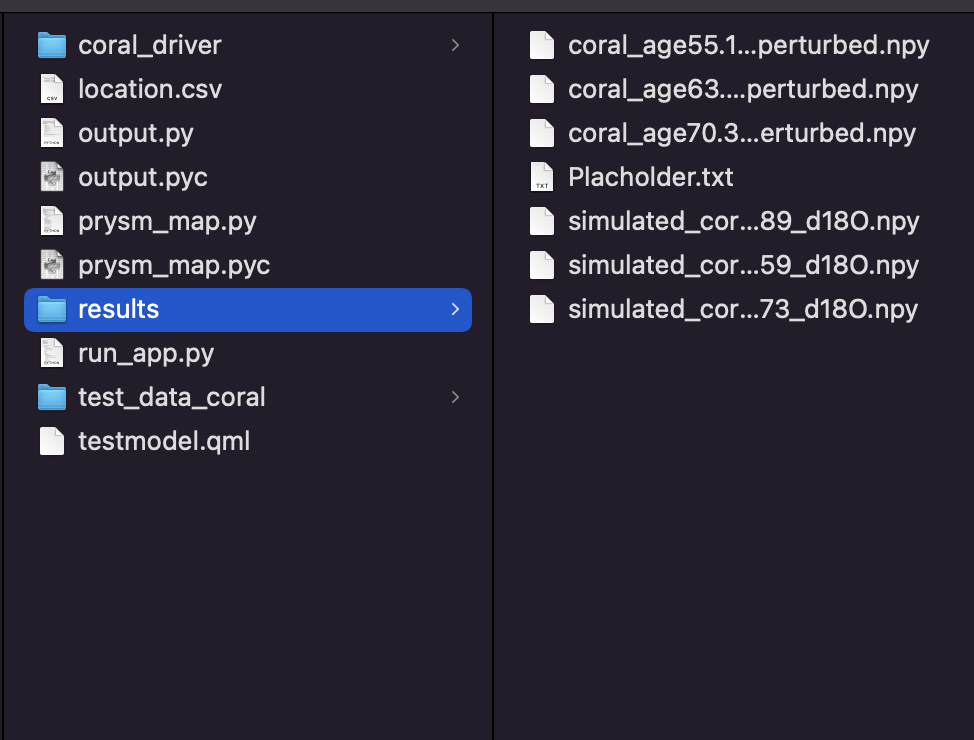 coral_driver
location.csv
output.py
output.pyc
prysm_map.py
prysm_map.pyc
results
run_app.py
test_data_coral
testmodel.qml
coral_age55.1...perturbed.npy
coral_age63....perturbed.npy
coral_age70.3...erturbed.npy
Placholder.txt
simulated_cor...89_d18O.npy
simulated_cor...59_d18O.npy
simulated_cor...73_d18O.npy